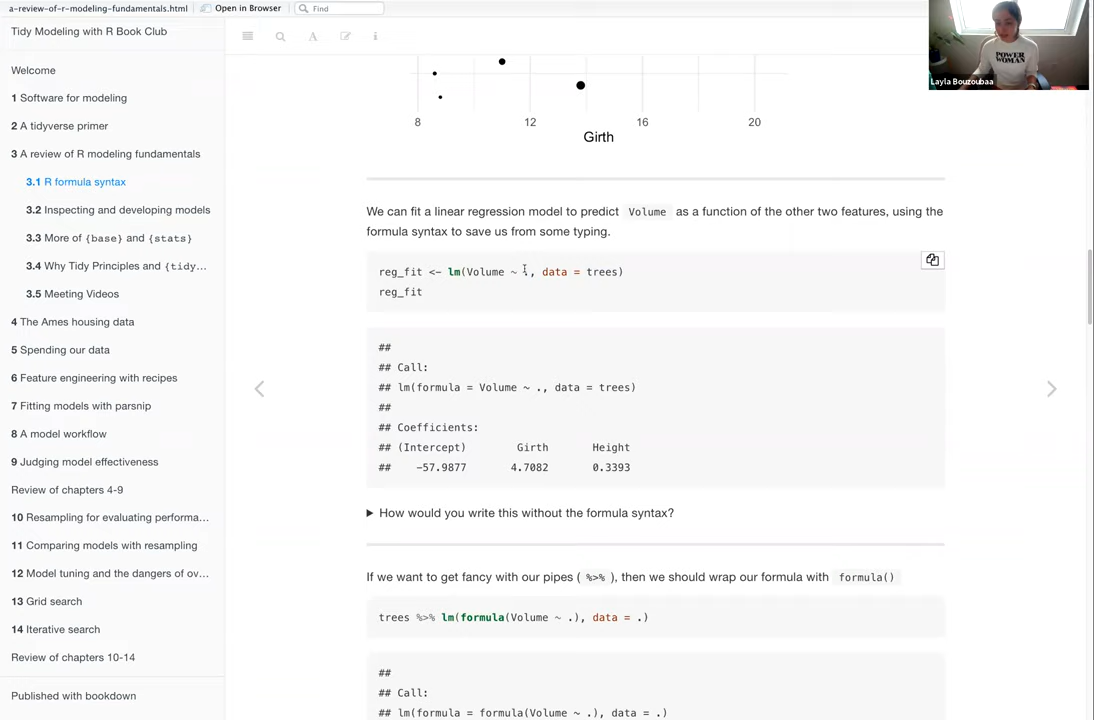 a-review-of-r-modeling-fundamentals.html
Open in Browser
Find
Tidy Modeling with R Book Club
Welcome
1 Software for modeling
2 A tidyverse primer
3 A review of R modeling fundamentals
3.1 R formula syntax
3.2 Inspecting and developing models
3.3 More of {base} and {stats}
3.4 Why Tidy Principles and {tidy…
3.5 Meeting Videos
4 The Ames housing data
5 Spending our data
6 Feature engineering with recipes
7 Fitting models with parsnip
8 A model workflow
9 Judging model effectiveness
Review of chapters 4-9
10 Resampling for evaluating performa…
11 Comparing models with resampling
12 Model tuning and the dangers of ov…
13 Grid search
14 Iterative search
Review of chapters 10-14
Published with bookdown
A
i
POWER
WOMAN
Layla Bouzoubaa
8 12 16 20
Girth
We can fit a linear regression model to predict Volume as a function of the other two features, using the
formula syntax to save us from some typing.
reg_fit <- lm(Volume ~ ., data = trees)
reg_fit
##
## Call:
## lm(formula = Volume ~ ., data = trees)
##
## Coefficients:
## (Intercept) Girth Height
## -57.9877 4.7082 0.3393
How would you write this without the formula syntax?
If we want to get fancy with our pipes ( %>% ), then we should wrap our formula with formula()
trees %>% lm(formula(Volume ~ .), data = .)
##
## Call:
## lm(formula = formula(Volume ~ .), data = .)